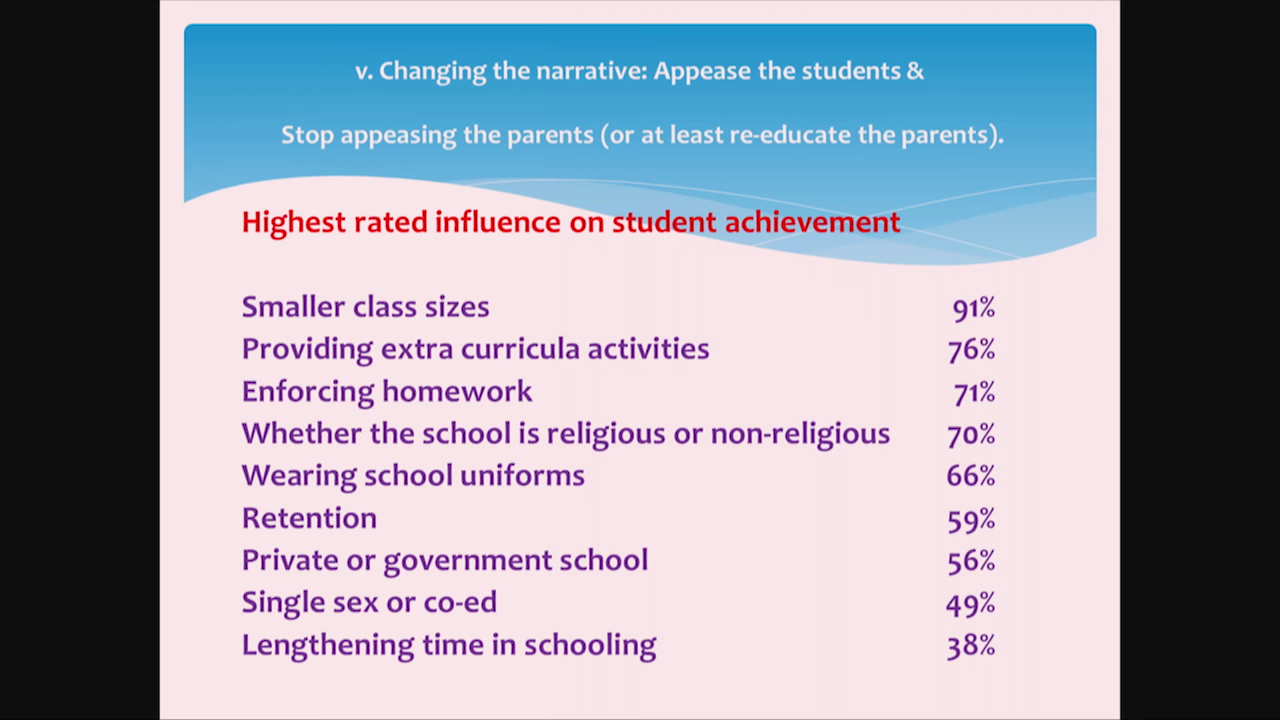 v. Changing the narrative: Appease the students &
Stop appeasing the parents (or at least re-educate the parents).
Highest rated influence on student achievement
Smaller class sizes 91%
Providing extra curricula activities 76%
Enforcing homework 71%
Whether the school is religious or non-religious 70%
Wearing school uniforms 66%
Retention 59%
Private or government school 56%
Single sex or co-ed 49%
Lengthening time in schooling 38%